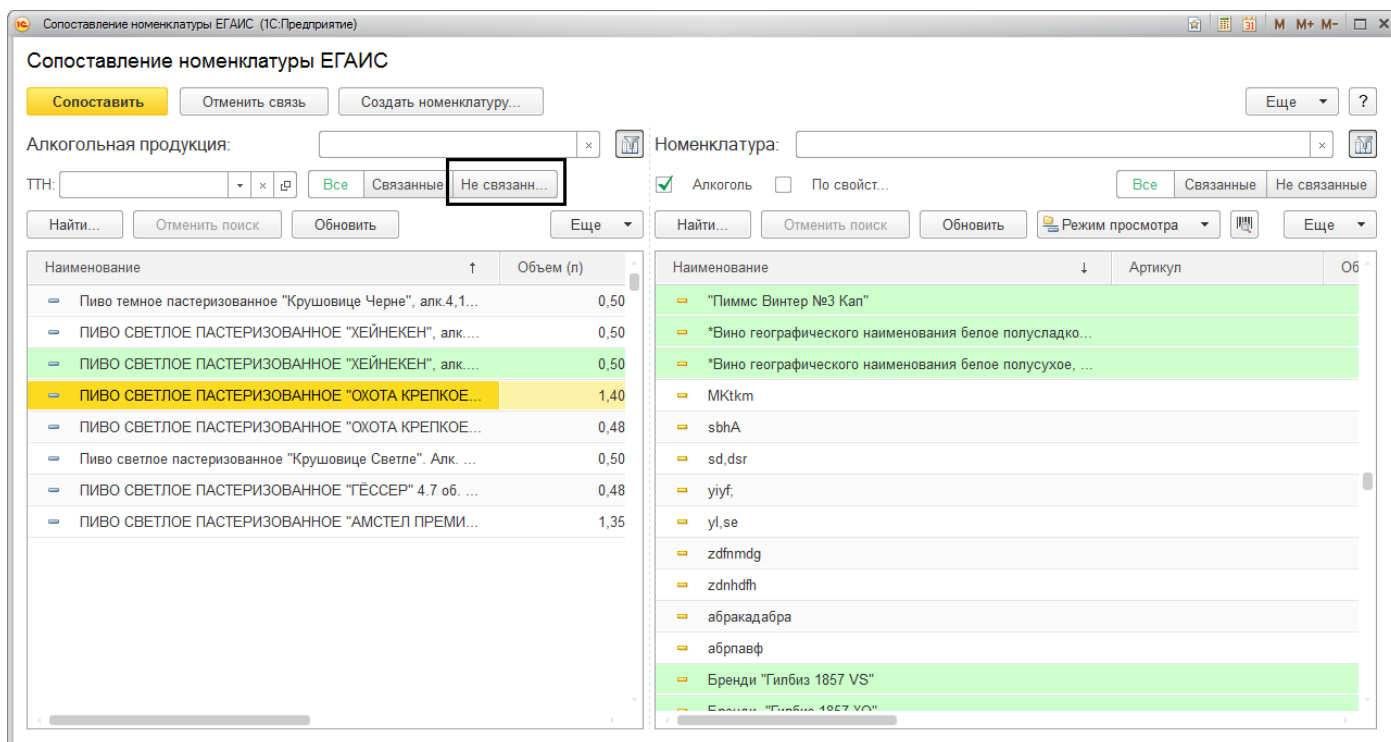 Сопоставление номенклатуры ЕГАИС (1С:Предприятие)
31 M M+ M-
Сопоставление номенклатуры ЕГАИС
Сопоставить Отменить связь Создать номенклатуру... Еще ?
Алкогольная продукция: Номенклатура:
ТТН: Все Связанные Не связанн... Алкоголь По свойст... Все Связанные Не связанные
Найти... Отменить поиск Обновить Еще Найти... Отменить поиск Обновить Режим просмотра Еще
Наименование ↑ Объем (л) Наименование ↓ Артикул Об
Пиво темное пастеризованное "Крушовице Черне", алк.4,1... 0,50 "Пиммс Винтер №3 Кап"
ПИВО СВЕТЛОЕ ПАСТЕРИЗОВАННОЕ "ХЕЙНЕКЕН", алк.... 0,50 *Вино географического наименования белое полусладко...
ПИВО СВЕТЛОЕ ПАСТЕРИЗОВАННОЕ "ХЕЙНЕКЕН", алк.... 0,50 *Вино географического наименования белое полусухое, ...
ПИВО СВЕТЛОЕ ПАСТЕРИЗОВАННОЕ "ОХОТА КРЕПКОЕ... 1,40 MKtkm
ПИВО СВЕТЛОЕ ПАСТЕРИЗОВАННОЕ "ОХОТА КРЕПКОЕ... 0,48 sbhA
Пиво светлое пастеризованное "Крушовице Светле". Алк. ... 0,50 sd,dsr
ПИВО СВЕТЛОЕ ПАСТЕРИЗОВАННОЕ "ГЁССЕР" 4.7 об. ... 0,48 yiyf;
ПИВО СВЕТЛОЕ ПАСТЕРИЗОВАННОЕ "АМСТЕЛ ПРЕМИ... 1,35 yl,se
zdfnmdg
zdnhdfh
абракадабра
абрпавф
Бренди "Гилбиз 1857 VS"
Бренди "Гилбиз 1857 XO"